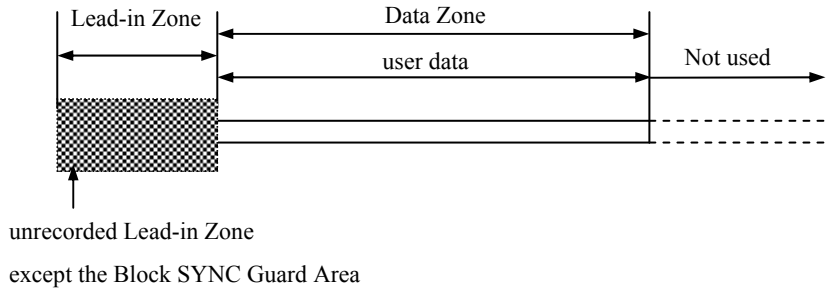 Lead-in Zone
Data Zone
user data
Not used
unrecorded Lead-in Zone
except the Block SYNC Guard Area